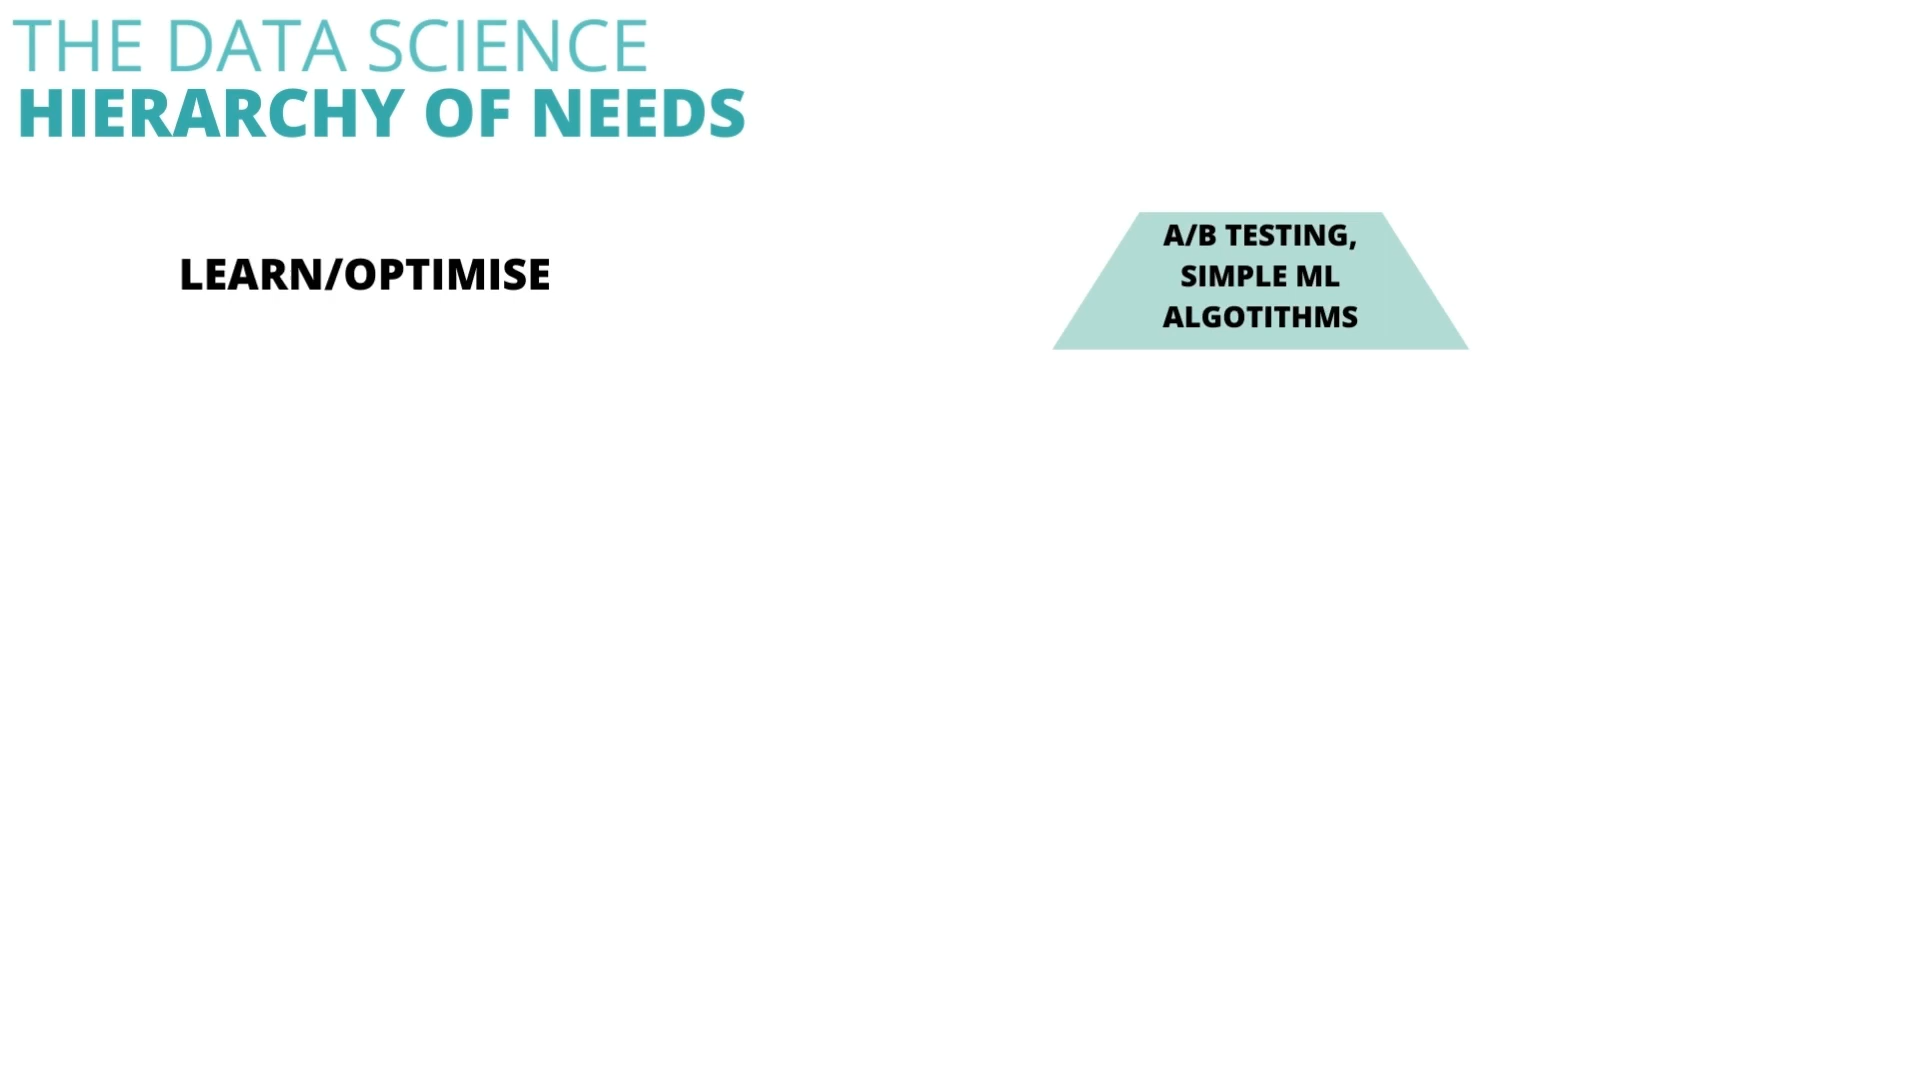 THE DATA SCIENCE
HIERARCHY OF NEEDS
LEARN/OPTIMISE
A/B TESTING,
SIMPLE ML
ALGOTITHMS